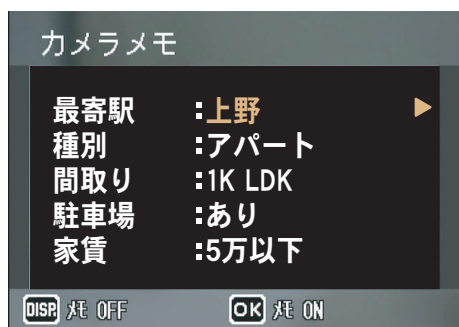 カメラメモ
最寄駅 :上野
種別 :アパート
間取り :1K LDK
駐車場 :あり
家賃 :5万以下
DISP. メモ OFF OK メモ ON